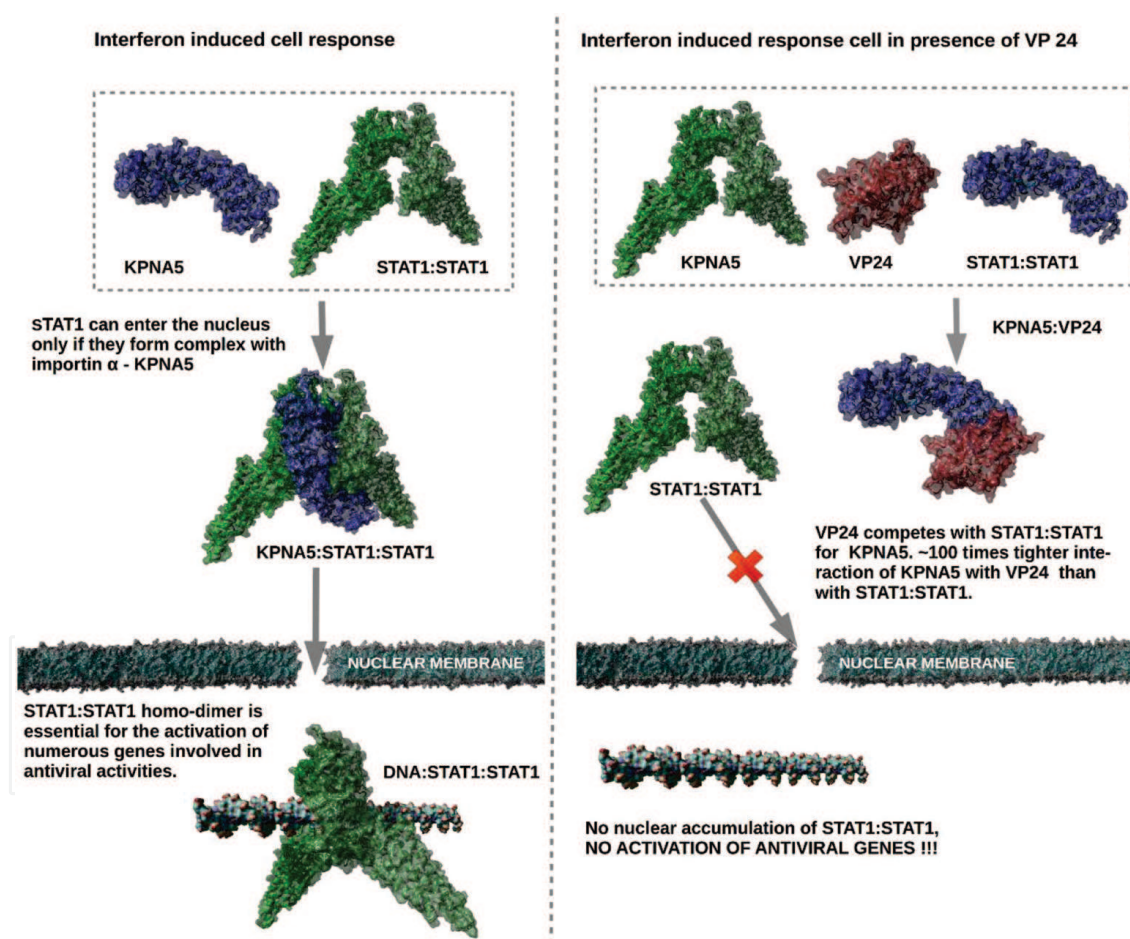 Interferon induced cell response
KPNA5
STAT1:STAT1
sTAT1 can enter the nucleus
only if they form complex with
importin α - KPNA5
KPNA5:STAT1:STAT1
NUCLEAR MEMBRANE
STAT1:STAT1 homo-dimer is
essential for the activation of
numerous genes involved in
antiviral activities.
DNA:STAT1:STAT1
Interferon induced response cell in presence of VP 24
KPNA5
VP24
STAT1:STAT1
KPNA5:VP24
STAT1:STAT1
VP24 competes with STAT1:STAT1
for KPNA5. ~100 times tighter inte-
raction of KPNA5 with VP24 than
with STAT1:STAT1.
NUCLEAR MEMBRANE
No nuclear accumulation of STAT1:STAT1,
NO ACTIVATION OF ANTIVIRAL GENES !!!